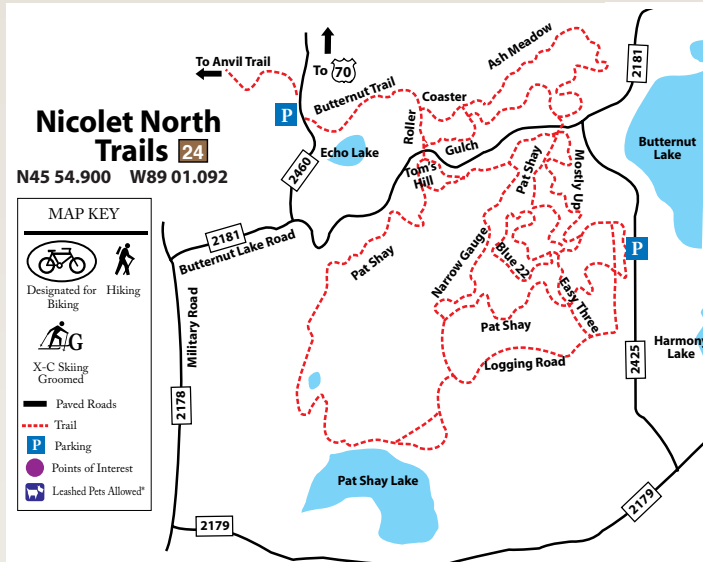 To Anvil Trail
To 70
Nicolet North
Trails 24
N45 54.900 W89 01.092
P
Butternut Trail
Echo Lake
2460
Roller
Coaster
Ash Meadow
2181
Gulch
Tom's
Hill
Pat Shay
Mostly Up
Butternut
Lake
2181
Butternut Lake Road
Pat Shay
Narrow Gauge
Blue 22
Easy Three
P
Pat Shay
Logging Road
2425
Harmony
Lake
Military Road
2178
Pat Shay Lake
2179
2179
MAP KEY
Designated for
Biking
Hiking
G
X-C Skiing
Groomed
Paved Roads
Trail
P Parking
Points of Interest
Leashed Pets Allowed*